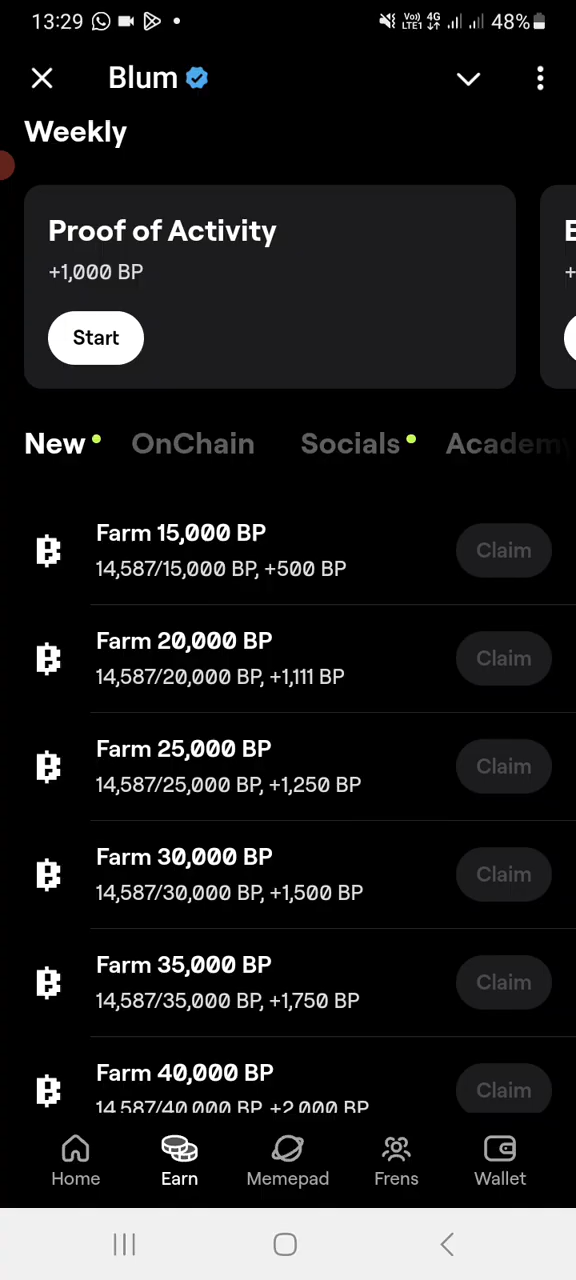 13:29 Vo) LTE1 4G 48%
Blum
Weekly
Proof of Activity
+1,000 BP
Start
New OnChain Socials Academy
Farm 15,000 BP
14,587/15,000 BP, +500 BP
Claim
Farm 20,000 BP
14,587/20,000 BP, +1,111 BP
Claim
Farm 25,000 BP
14,587/25,000 BP, +1,250 BP
Claim
Farm 30,000 BP
14,587/30,000 BP, +1,500 BP
Claim
Farm 35,000 BP
14,587/35,000 BP, +1,750 BP
Claim
Farm 40,000 BP
14,587/40,000 BP, +2,000 BP
Claim
Home Earn Memepad Frens Wallet